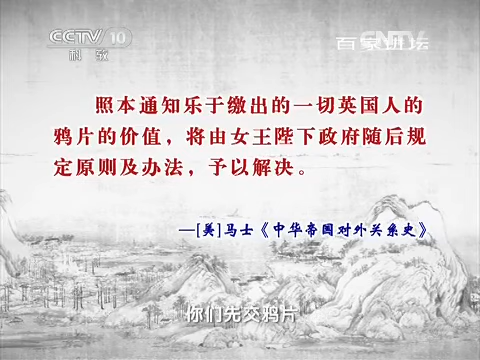 CCTV 10
科教
百家讲坛
CNTV
照本通知乐于缴出的一切英国人的
鸦片的价值，将由女王陛下政府随后规
定原则及办法，予以解决。
—[美]马士《中华帝国对外关系史》
你们先交鸦片